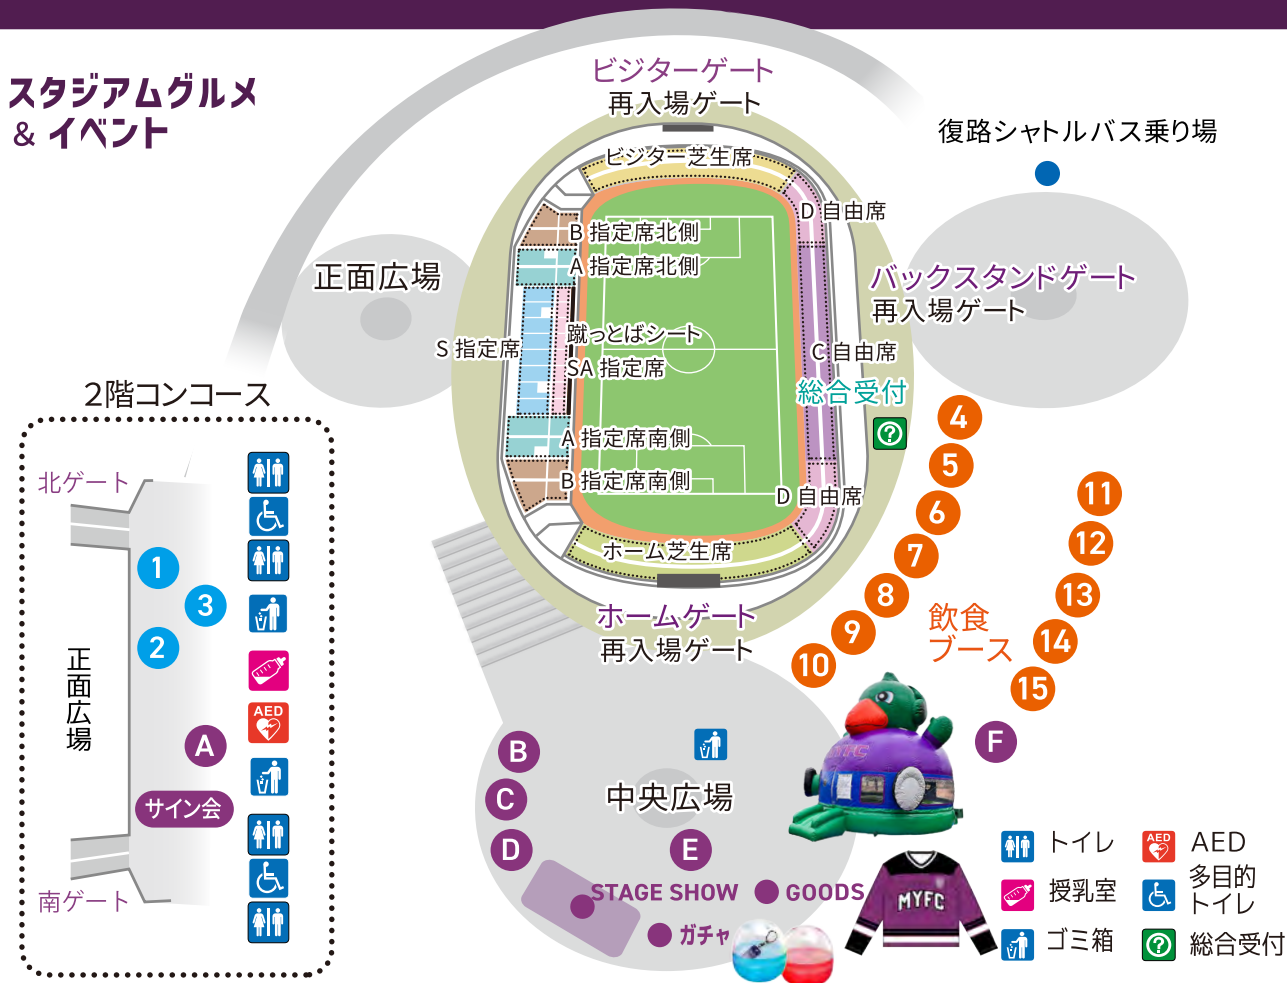 スタジアムグルメ
& イベント
ビジターゲート
再入場ゲート
復路シャトルバス乗り場
ビジター芝生席
D 自由席
B 指定席北側
A 指定席北側
正面広場
バックスタンドゲート
再入場ゲート
蹴っとばシート
S 指定席
SA 指定席
C 自由席
総合受付
A 指定席南側
B 指定席南側
D 自由席
ホーム芝生席
ホームゲート
再入場ゲート
2階コンコース
北ゲート
1
3
2
正面広場
AED
A
サイン会
南ゲート
4
5
6
7
8
9
10
11
12
13
14
15
飲食
ブース
F
MYFC
B
C
D
中央広場
E
STAGE SHOW
GOODS
ガチャ
MYFC
トイレ
AED
AED
授乳室
多目的
トイレ
ゴミ箱
総合受付